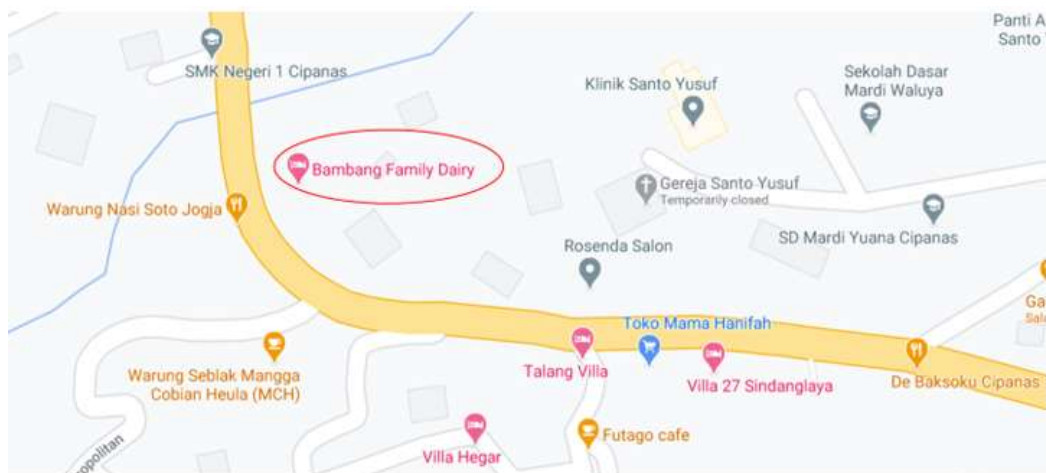 Panti A
Santo
SMK Negeri 1 Cipanas
Klinik Santo Yusuf
Sekolah Dasar
Mardi Waluya
Bambang Family Dairy
Gereja Santo Yusuf
Temporarily closed
Warung Nasi Soto Jogja
SD Mardi Yuana Cipanas
Rosenda Salon
Ga
Sal
Toko Mama Hanifah
Talang Villa
Villa 27 Sindanglaya
De Baksoku Cipanas
Warung Seblak Mangga
Cobian Heula (MCH)
Futago cafe
Villa Hegar
opolitan